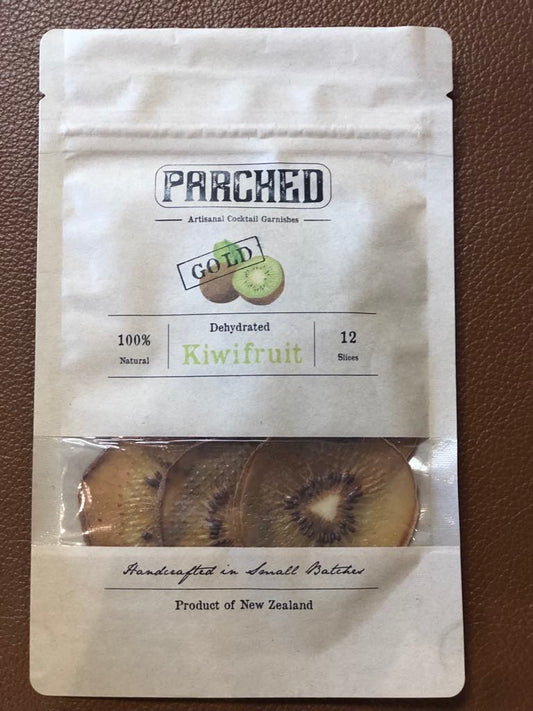 PARCHED
Artisanal Cocktail Garnishes
GOLD
Dehydrated
100%
Natural
Kiwifruit
12
Slices
Handcrafted in Small Batches
Product of New Zealand